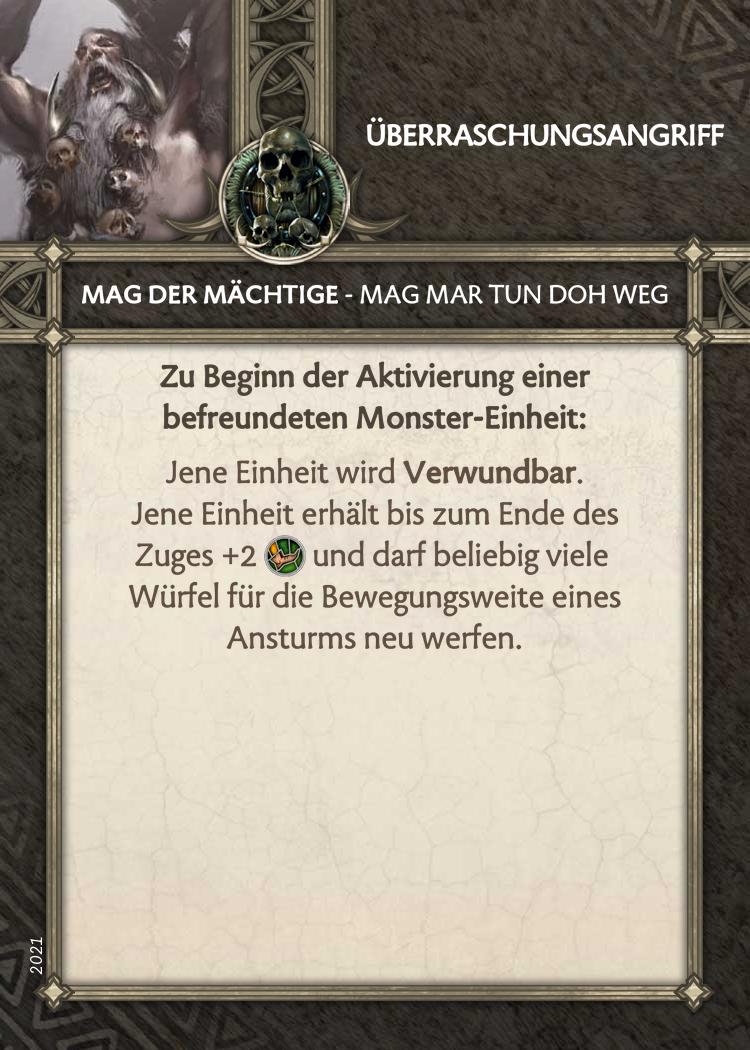 ÜBERRASCHUNGSANGRIFF
MAG DER MÄCHTIGE - MAG MAR TUN DOH WEG
Zu Beginn der Aktivierung einer
befreundeten Monster-Einheit:
Jene Einheit wird Verwundbar.
Jene Einheit erhält bis zum Ende des
Zuges +2 und darf beliebig viele
Würfel für die Bewegungsweite eines
Ansturms neu werfen.
2021